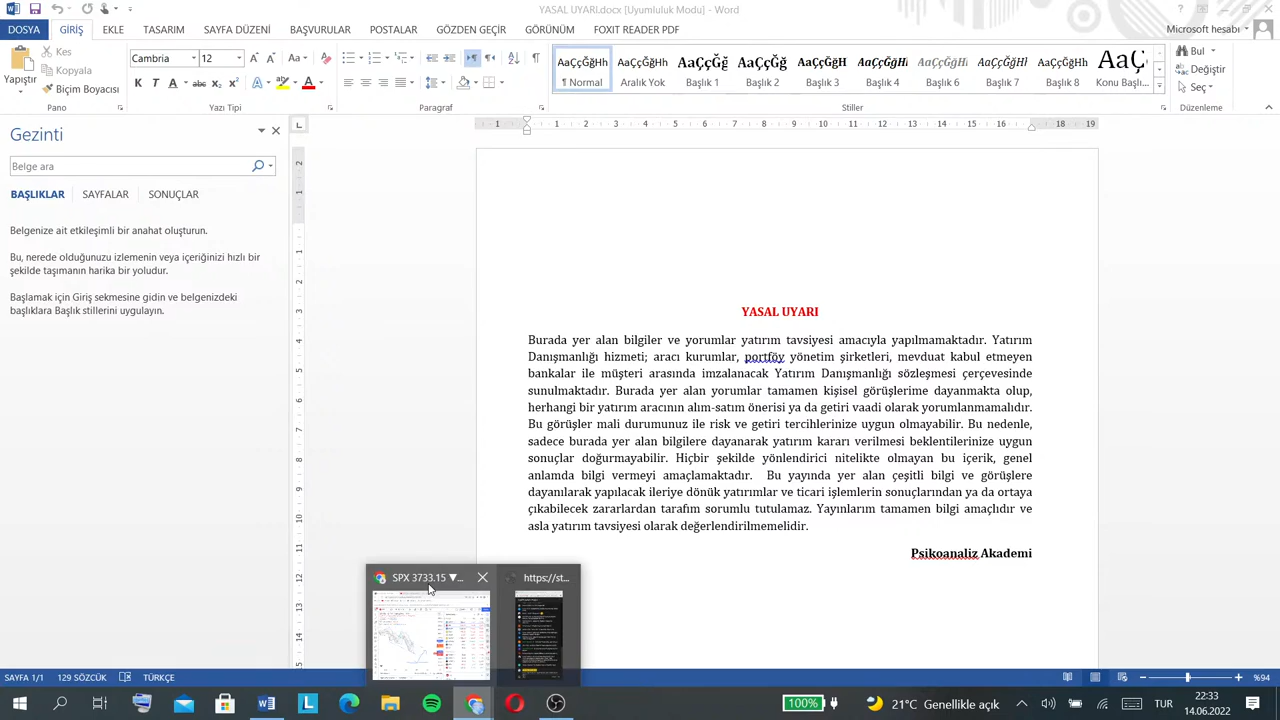 YASAL UYARI.docx [Uyumluluk Modu] - Word
DOSYA GİRİŞ EKLE TASARIM SAYFA DÜZENİ BAŞVURULAR POSTALAR GÖZDEN GEÇİR GÖRÜNÜM FOXIT READER PDF Microsoft hesabı
Yapıştır
Kes
Kopyala
Biçim Boyacısı
Cambria 12
AaÇçĞğHh AaÇçĞğHh AaÇçĞğ AaÇçĞğ AaÇçĞğH AaÇçĞğHh AaÇçĞğHh AaÇçĞğHh AaÇçĞğHh
¶ Normal Aralık Yok Başlık 1 Başlık 2 Başlık 3 Başlık 4 Başlık 5 Başlık 6 Başlık 7 Başlık 8 Konu Başlı...
Bul
Değiştir
Seç
Pano Yazı Tipi Paragraf Stiller Düzenleme
Gezinti
Belge ara
BAŞLIKLAR SAYFALAR SONUÇLAR
Belgenize ait etkileşimli bir anahat oluşturun.
Bu, nerede olduğunuzu izlemenin veya içeriğinizi hızlı bir
şekilde taşımanın harika bir yoludur.
Başlamak için Giriş sekmesine gidin ve belgenizdeki
başlıklara Başlık stillerini uygulayın.
YASAL UYARI
Burada yer alan bilgiler ve yorumlar yatırım tavsiyesi amacıyla yapılmamaktadır. Yatırım
Danışmanlığı hizmeti; aracı kurumlar, portföy yönetim şirketleri, mevduat kabul etmeyen
bankalar ile müşteri arasında imzalanacak Yatırım Danışmanlığı sözleşmesi çerçevesinde
sunulmaktadır. Burada yer alan yorumlar tamamen kişisel görüşlerime dayanmakta olup,
herhangi bir yatırım aracının alım-satım önerisi ya da getiri vaadi olarak yorumlanmamalıdır.
Bu görüşler mali durumunuz ile risk ve getiri tercihlerinize uygun olmayabilir. Bu nedenle,
sadece burada yer alan bilgilere dayanarak yatırım kararı verilmesi beklentilerinize uygun
sonuçlar doğurmayabilir. Hiçbir şekilde yönlendirici nitelikte olmayan bu içerik, genel
anlamda bilgi vermeyi amaçlamaktadır. Bu yayında yer alan çeşitli bilgi ve görüşlere
dayanılarak yapılacak ileriye dönük yatırımlar ve ticari işlemlerin sonuçlarından ya da ortaya
çıkabilecek zararlardan tarafım sorumlu tutulamaz. Yayınlarım tamamen bilgi amaçlıdır ve
asla yatırım tavsiyesi olarak değerlendirilmemelidir.
Psikoanaliz Akademi
SPX 3733.15 ▼... https://st...
%94
100% 21°C Genellikle açık TUR 22:33
14.06.2022